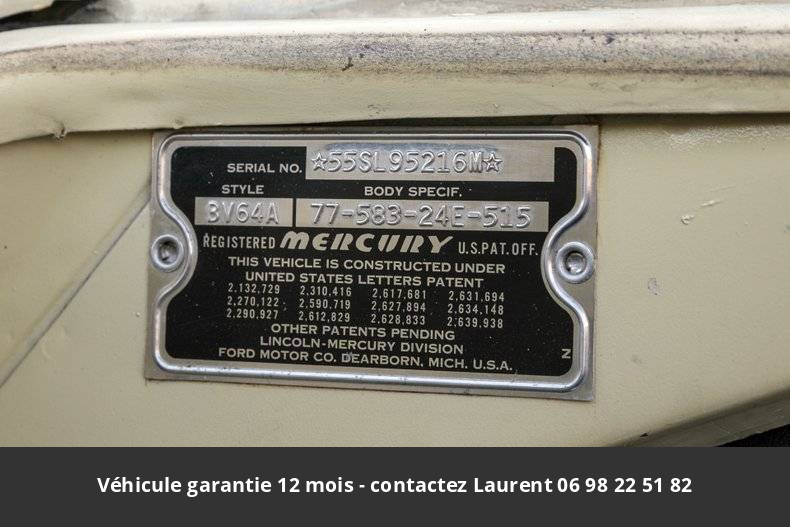 SERIAL NO. ☆55SL95216M☆
STYLE BODY SPECIF.
3V64A 77-583-24E-515
REGISTERED MERCURY U.S.PAT.OFF.
THIS VEHICLE IS CONSTRUCTED UNDER
UNITED STATES LETTERS PATENT
2,132,729 2,310,416 2,617,681 2,631,694
2,270,122 2,590,719 2,627,894 2,634,148
2,290,927 2,612,829 2,628,833 2,639,938
OTHER PATENTS PENDING
LINCOLN-MERCURY DIVISION
FORD MOTOR CO. DEARBORN, MICH. U.S.A. N
Véhicule garantie 12 mois - contactez Laurent 06 98 22 51 82